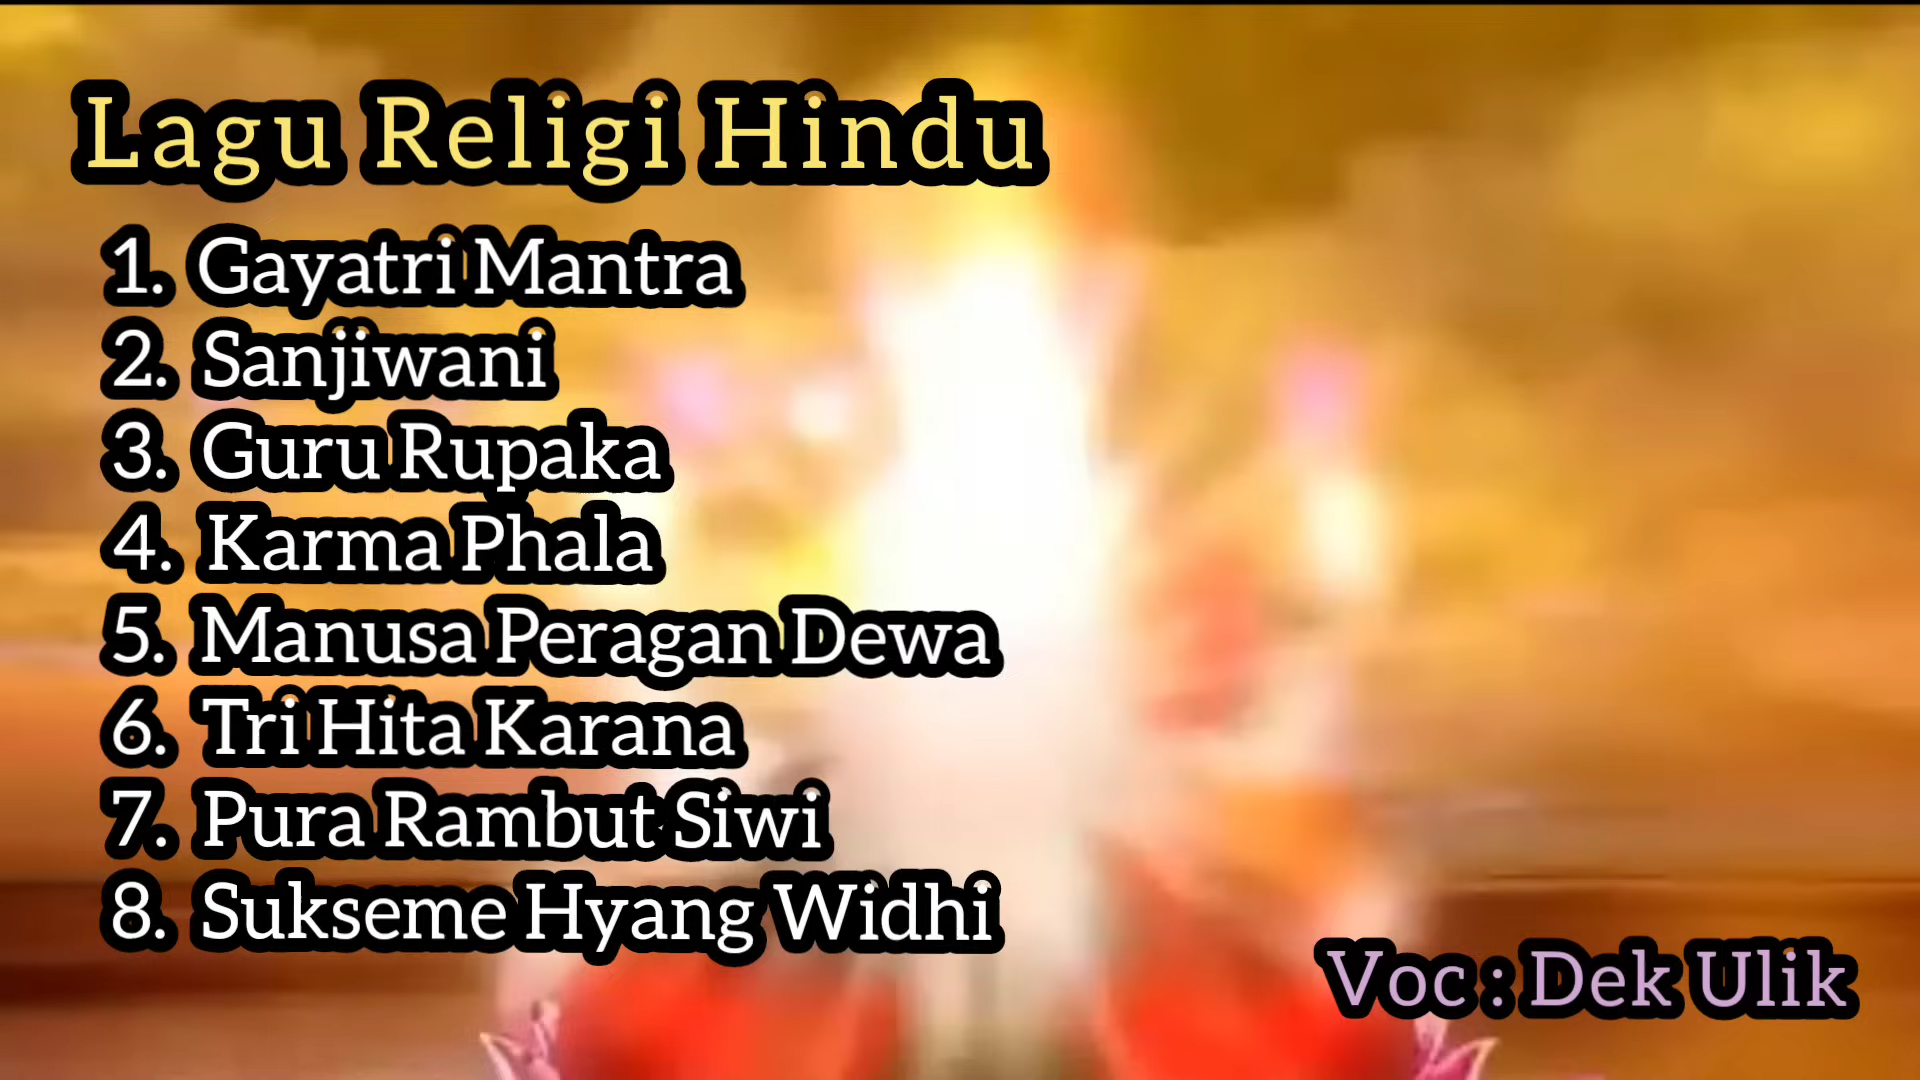 Lagu Religi Hindu
1. Gayatri Mantra
2. Sanjiwani
3. Guru Rupaka
4. Karma Phala
5. Manusa Peragan Dewa
6. Tri Hita Karana
7. Pura Rambut Siwi
8. Sukseme Hyang Widhi
Voc : Dek Ulik